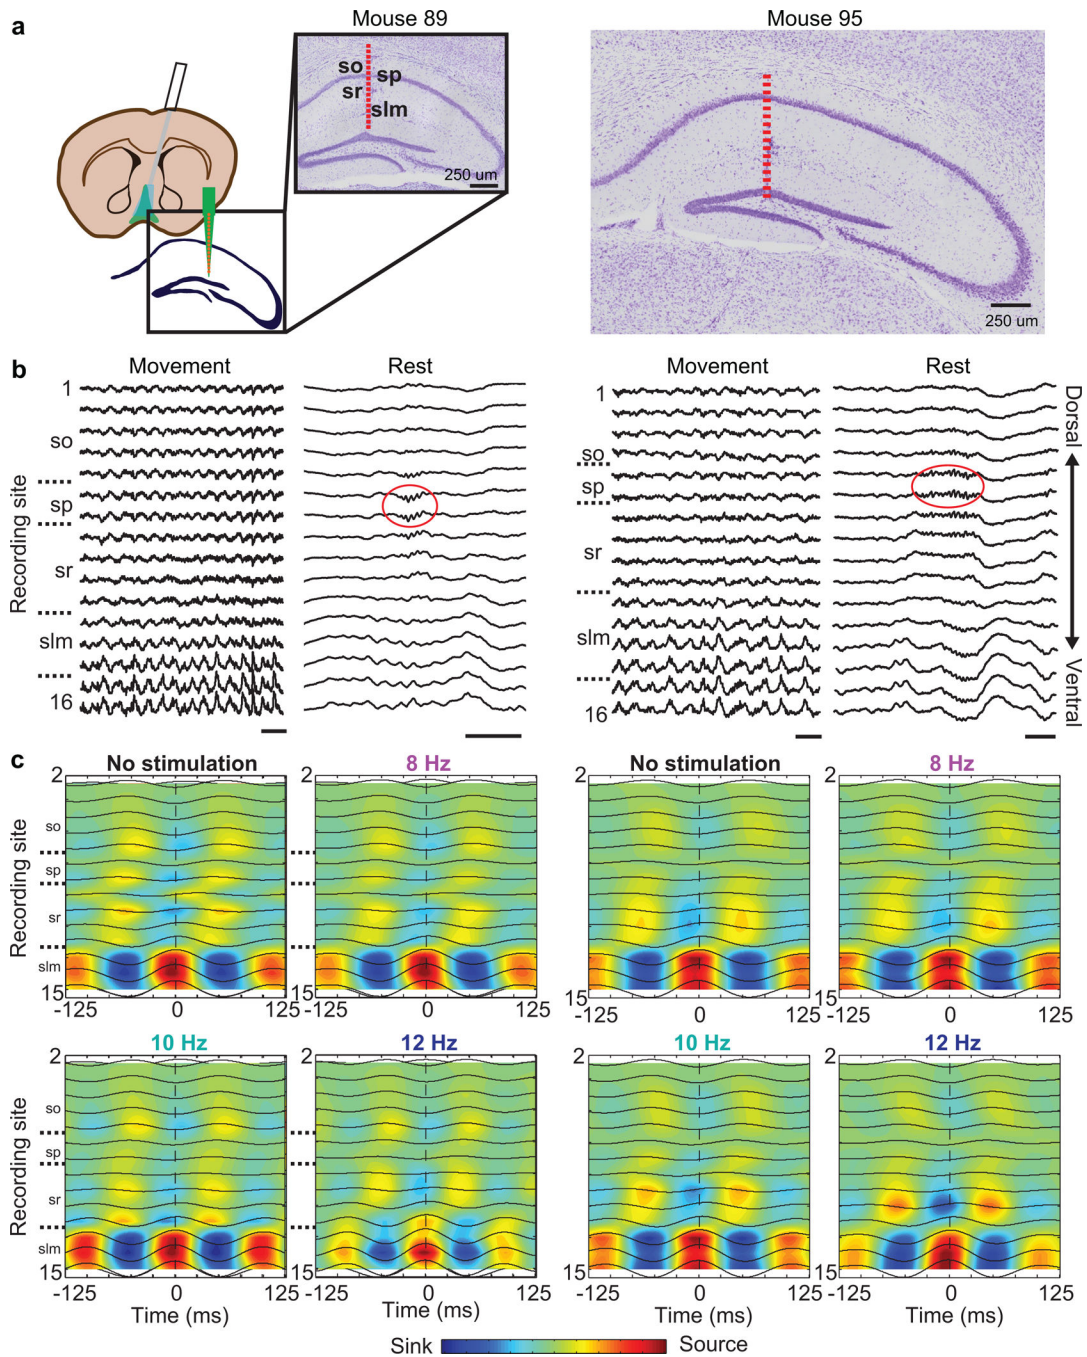 a
Mouse 89
Mouse 95
so
sp
sr
slm
250 um
250 um
b
Movement
Rest
Movement
Rest
Recording site
1
so
sp
sr
slm
16
1
so
sp
sr
slm
16
Dorsal
Ventral
c
No stimulation
8 Hz
No stimulation
8 Hz
Recording site
2
so
sp
sr
slm
15
-125
0
125
-125
0
125
2
15
-125
0
125
-125
0
125
10 Hz
12 Hz
10 Hz
12 Hz
Recording site
2
so
sp
sr
slm
15
-125
0
125
-125
0
125
2
15
-125
0
125
-125
0
125
Time (ms)
Time (ms)
Time (ms)
Time (ms)
Sink
Source